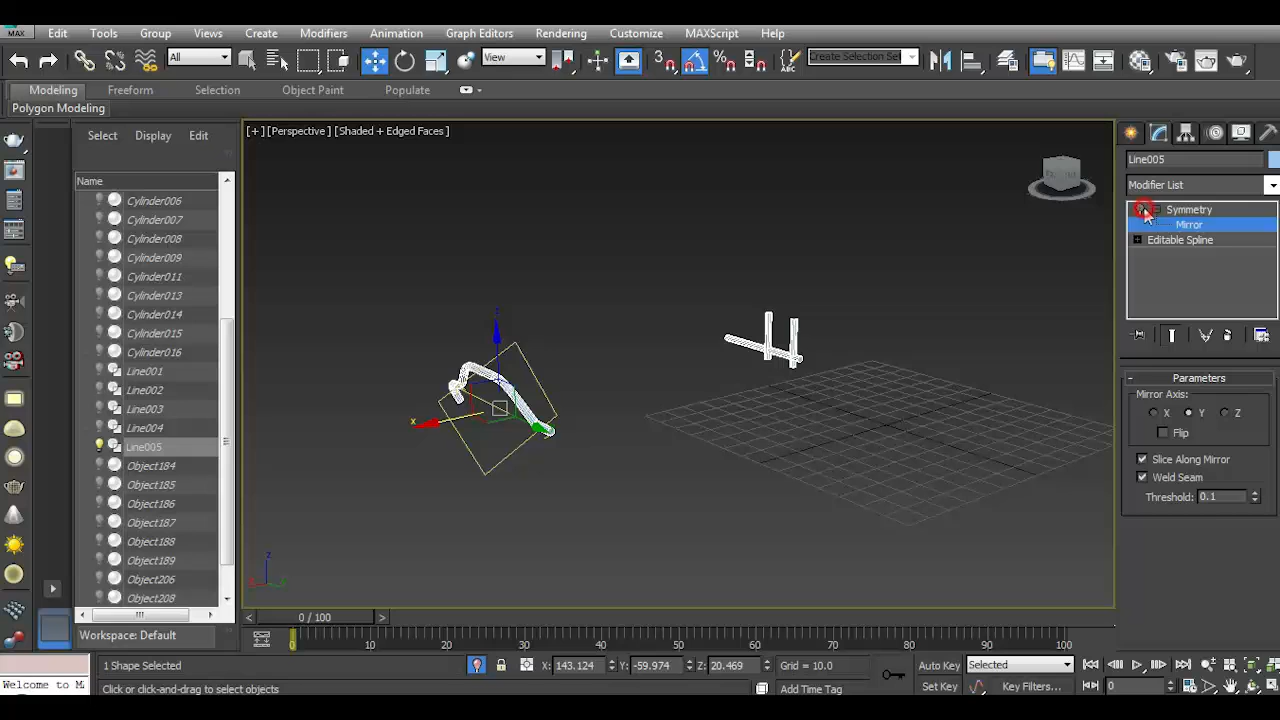 MAX Edit Tools Group Views Create Modifiers Animation Graph Editors Rendering Customize MAXScript Help
All View 3 Create Selection Set
Modeling Freeform Selection Object Paint Populate
Polygon Modeling
Select Display Edit
Name
Cylinder006
Cylinder007
Cylinder008
Cylinder009
Cylinder011
Cylinder013
Cylinder014
Cylinder015
Cylinder016
Line001
Line002
Line003
Line004
Line005
Object184
Object185
Object186
Object187
Object188
Object189
Object206
Object208
Workspace: Default
[+] [Perspective] [Shaded + Edged Faces]
x
z
Line005
Modifier List
Symmetry
Mirror
Editable Spline
Parameters
Mirror Axis:
X Y Z
Flip
Slice Along Mirror
Weld Seam
Threshold: 0.1
0 / 100
0 10 20 30 40 50 60 70 80 90 100
1 Shape Selected X: 143.124 Y: -59.974 Z: 20.469 Grid = 10.0 Auto Key Selected
Welcome to M Click or click-and-drag to select objects Add Time Tag Set Key Key Filters... 0